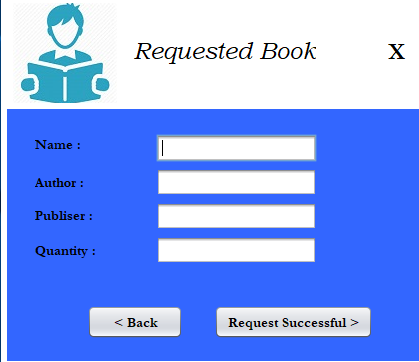 Requested Book X
Name :
Author :
Publiser :
Quantity :
< Back Request Successful >